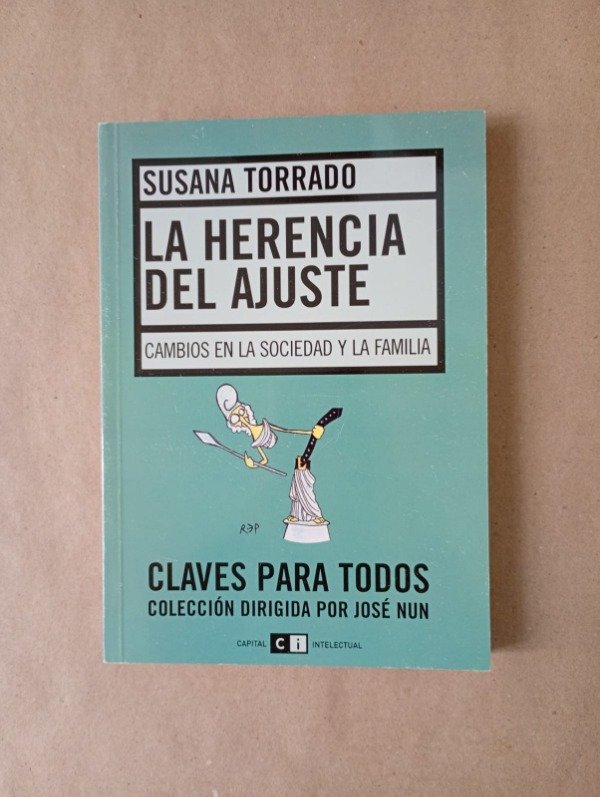 SUSANA TORRADO
LA HERENCIA
DEL AJUSTE
CAMBIOS EN LA SOCIEDAD Y LA FAMILIA
REP
CLAVES PARA TODOS
COLECCIÓN DIRIGIDA POR JOSÉ NUN
CAPITAL Ci INTELECTUAL